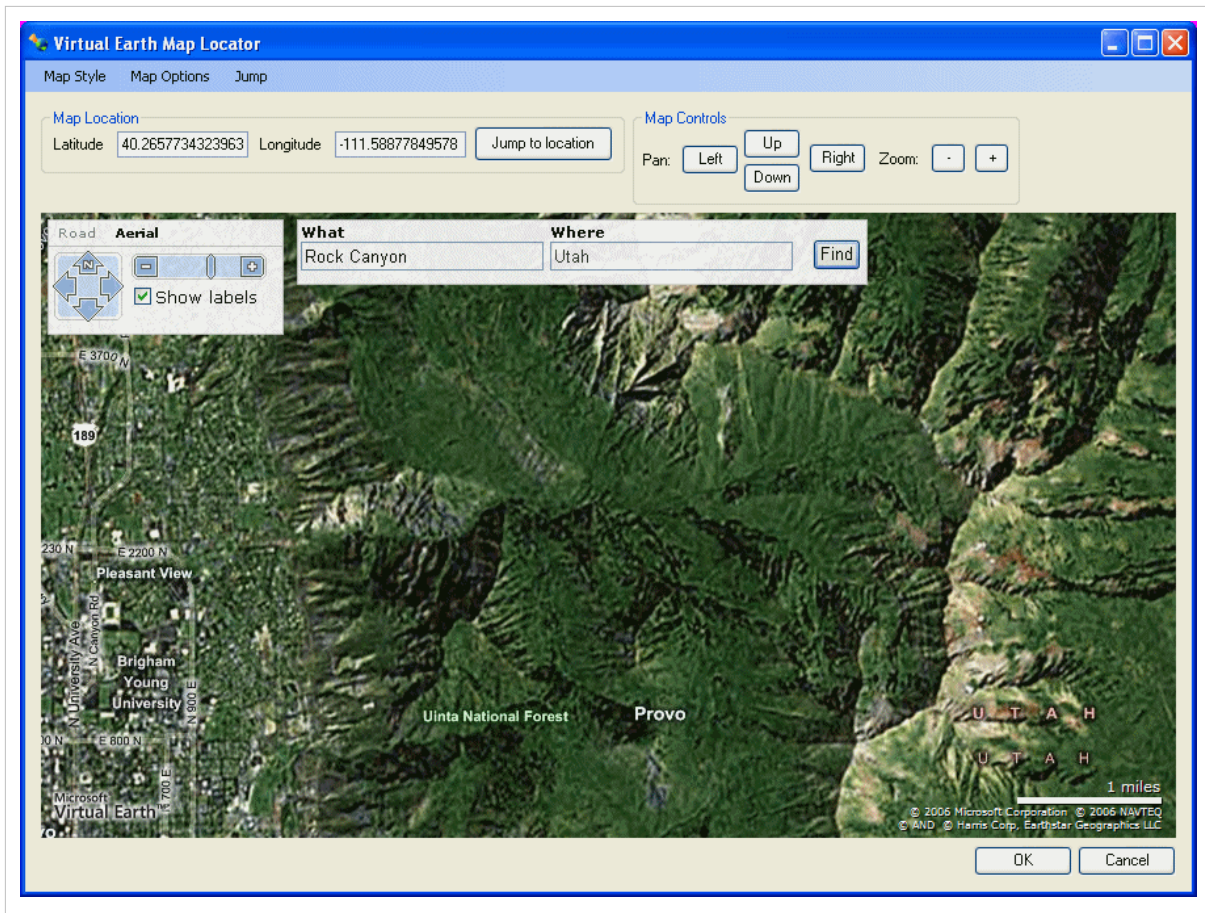 Virtual Earth Map Locator
Map Style Map Options Jump
Map Location
Latitude 40.2657734323963 Longitude -111.58877849578 Jump to location
Map Controls
Pan: Left Up Down Right Zoom: - +
Road Aerial
N
- +
Show labels
What Where
Rock Canyon Utah Find
E 3700 N
189
230 N E 2200 N
Pleasant View
N Canyon Rd
N University Ave
Brigham
Young
University
N 900 E
Uinta National Forest
Provo
U T A H
U T A H
E 800 N
N 700 E
Microsoft
Virtual Earth™
1 miles
© 2006 Microsoft Corporation © 2006 NAVTEQ
© AND © Harris Corp, Earthstar Geographics LLC
OK Cancel